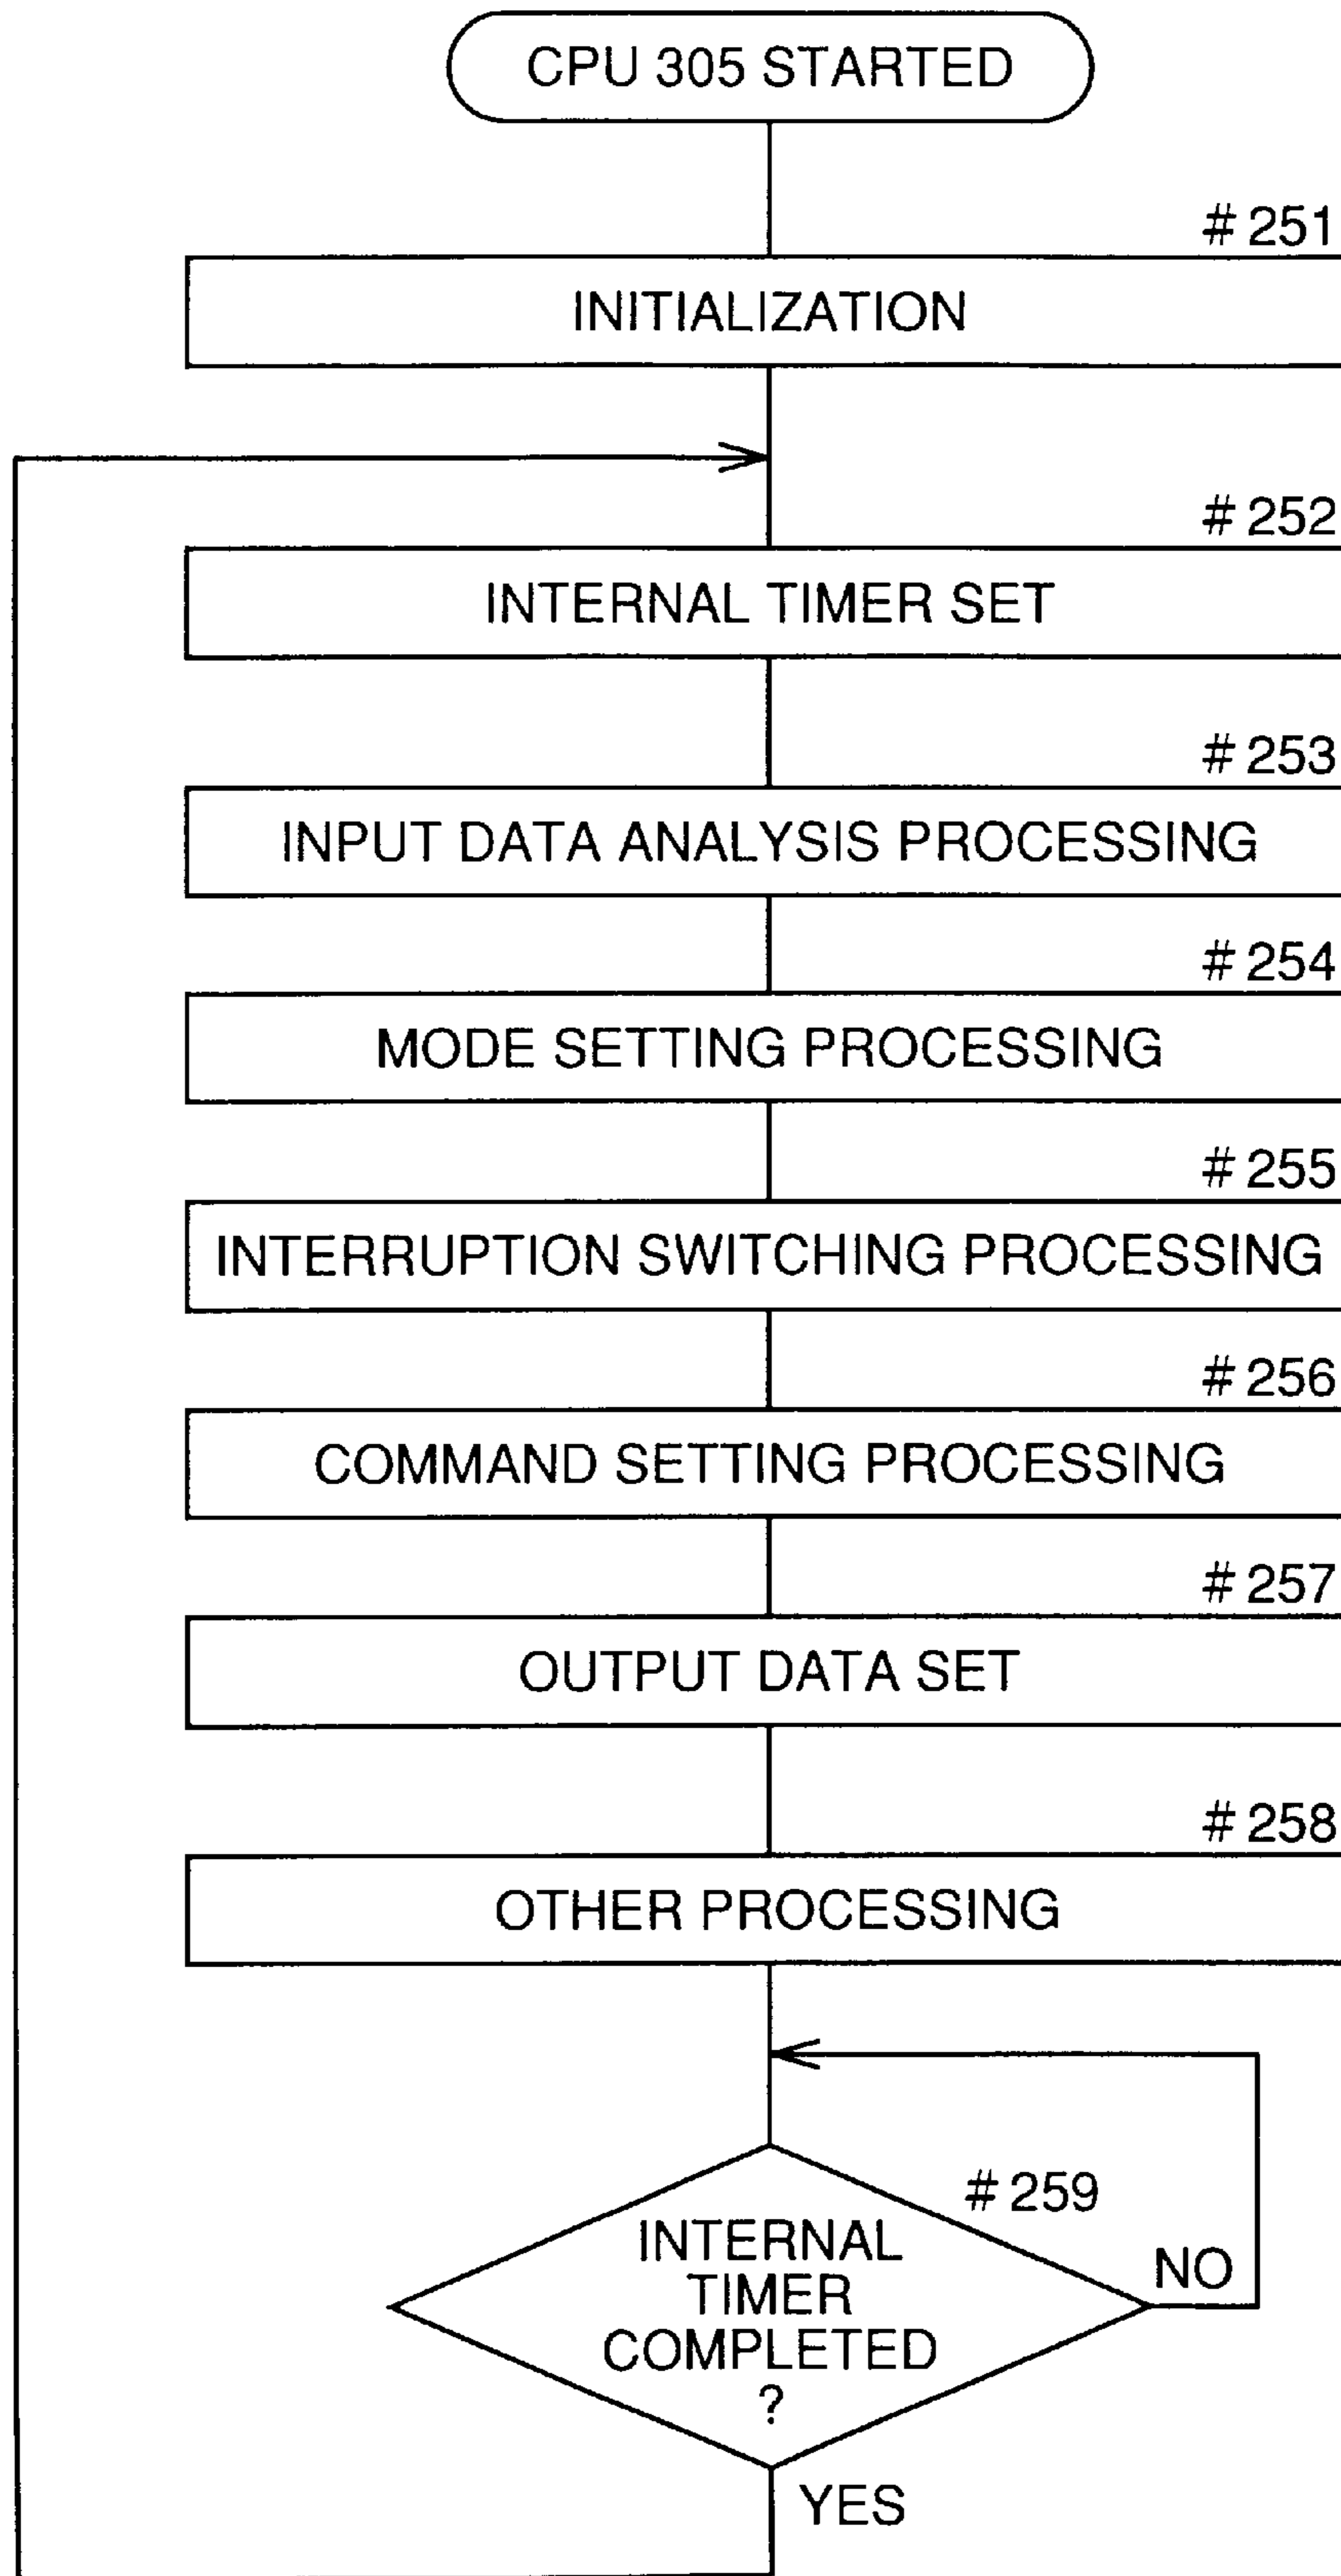 CPU 305 STARTED
# 251
INITIALIZATION
# 252
INTERNAL TIMER SET
# 253
INPUT DATA ANALYSIS PROCESSING
# 254
MODE SETTING PROCESSING
# 255
INTERRUPTION SWITCHING PROCESSING
# 256
COMMAND SETTING PROCESSING
# 257
OUTPUT DATA SET
# 258
OTHER PROCESSING
# 259
INTERNAL
TIMER
COMPLETED
?
NO
YES